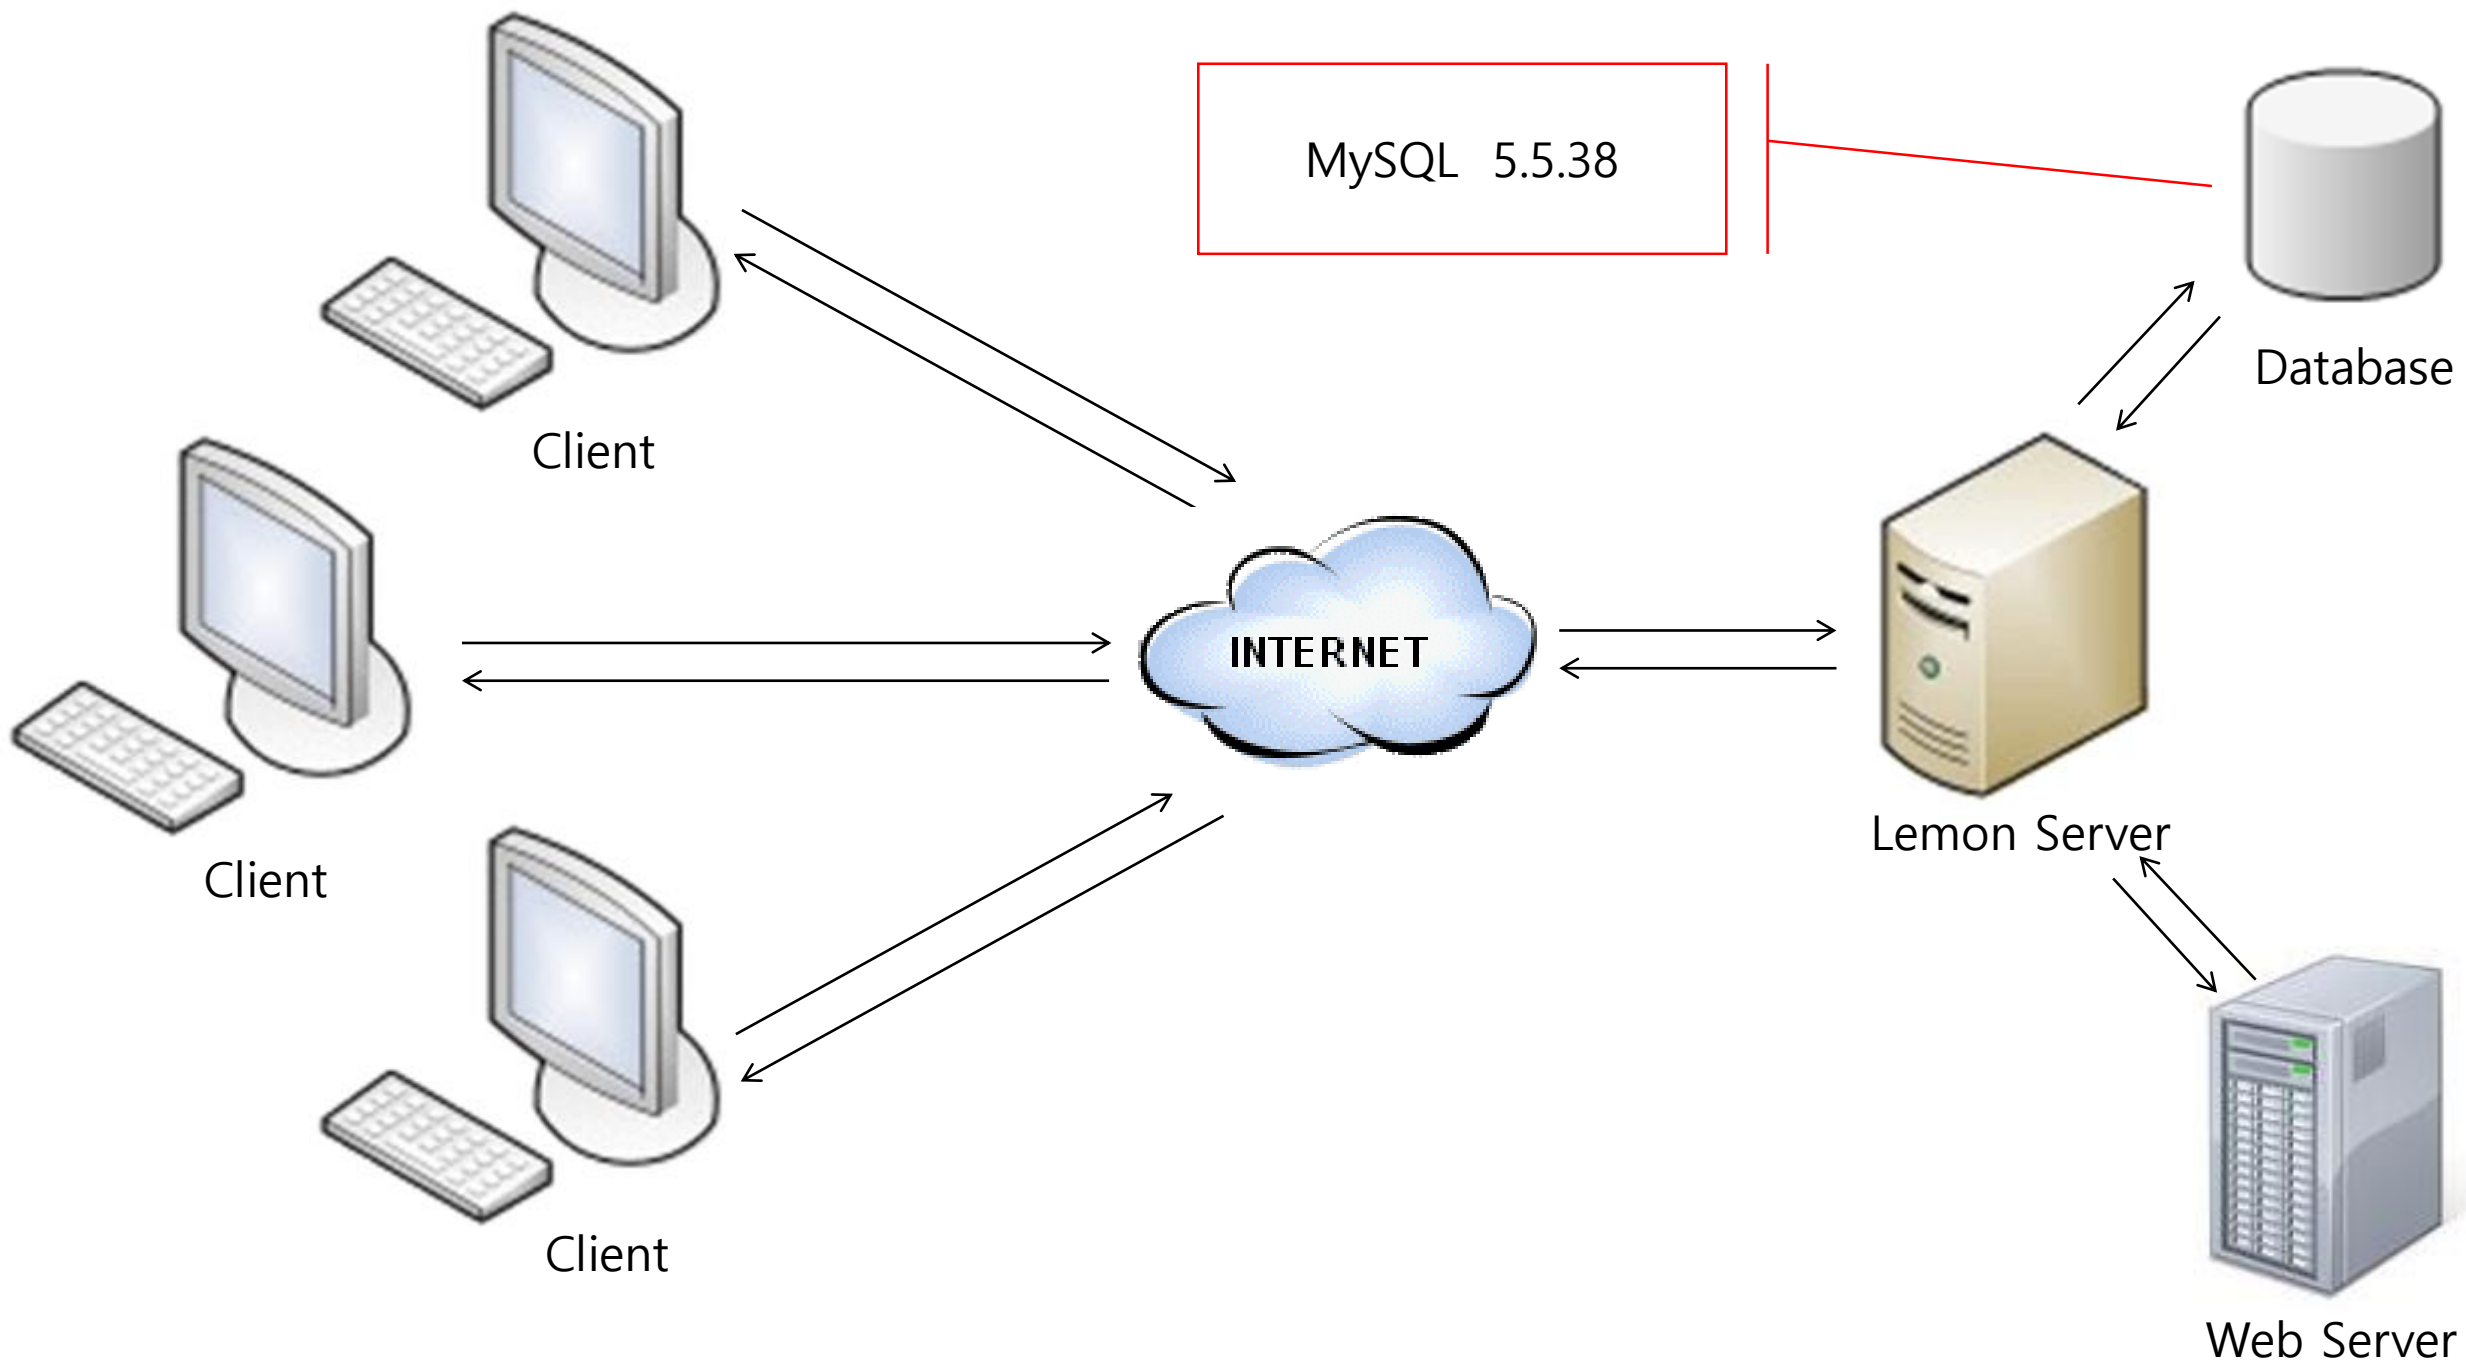 MySQL 5.5.38
Database
Client
INTERNET
Lemon Server
Client
Client
Web Server